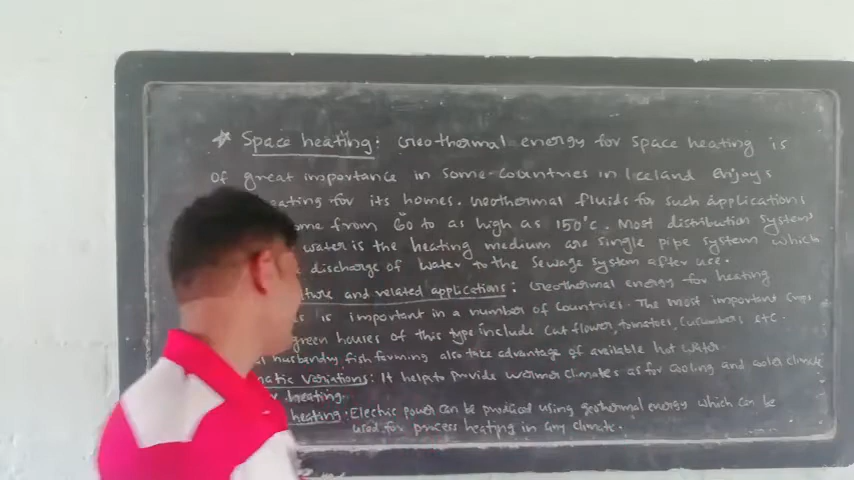 ☆ Space heating: Geothermal energy for space heating is
of great importance in some countries in Iceland enjoys
heating for its homes. Geothermal fluids for such applications
from 60 to as high as 150°c. Most distribution system
water is the heating medium are single pipe system which
discharge of water to the sewage system after use.
and related applications: Geothermal energy for heating
is important in a number of countries. The most important crops
green houses of this type include cut flower, tomatoes, cucumbers etc.
husbandry, fish farming also take advantage of available hot water
variations: It helps to provide warmer climates as for cooling and cooler climate
heating.
heating: Electric power can be produced using geothermal energy which can be
used for process heating in any climate.